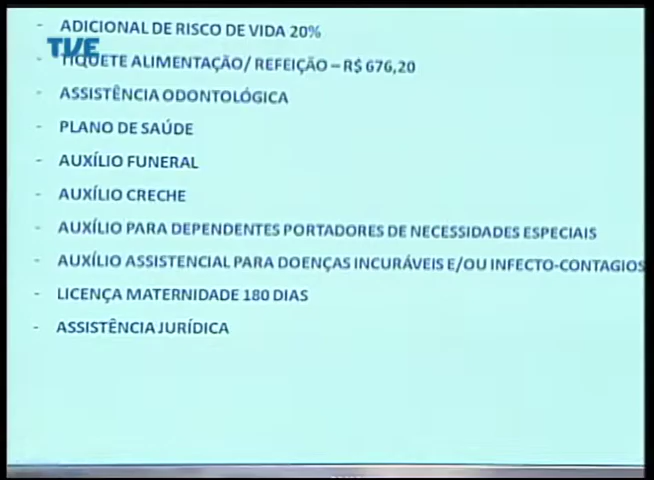 - ADICIONAL DE RISCO DE VIDA 20%
TVE
- TIQUETE ALIMENTAÇÃO/ REFEIÇÃO – R$ 676,20
- ASSISTÊNCIA ODONTOLÓGICA
- PLANO DE SAÚDE
- AUXÍLIO FUNERAL
- AUXÍLIO CRECHE
- AUXÍLIO PARA DEPENDENTES PORTADORES DE NECESSIDADES ESPECIAIS
- AUXÍLIO ASSISTENCIAL PARA DOENÇAS INCURÁVEIS E/OU INFECTO-CONTAGIOS
- LICENÇA MATERNIDADE 180 DIAS
- ASSISTÊNCIA JURÍDICA